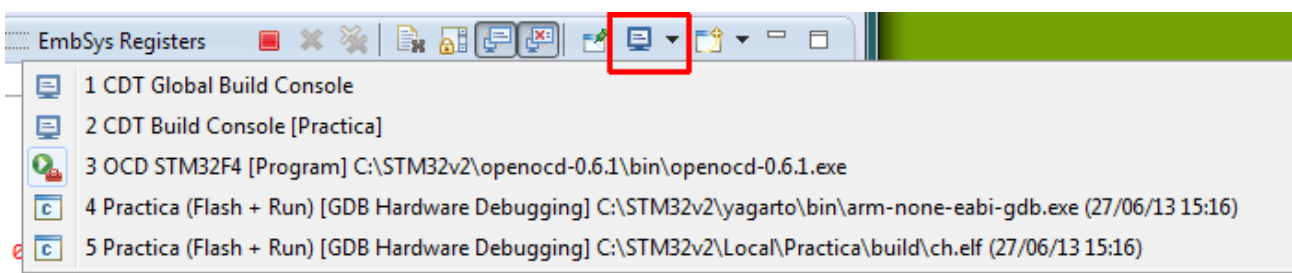 EmbSys Registers
1 CDT Global Build Console
2 CDT Build Console [Practica]
3 OCD STM32F4 [Program] C:\STM32v2\openocd-0.6.1\bin\openocd-0.6.1.exe
4 Practica (Flash + Run) [GDB Hardware Debugging] C:\STM32v2\yagarto\bin\arm-none-eabi-gdb.exe (27/06/13 15:16)
5 Practica (Flash + Run) [GDB Hardware Debugging] C:\STM32v2\Local\Practica\build\ch.elf (27/06/13 15:16)